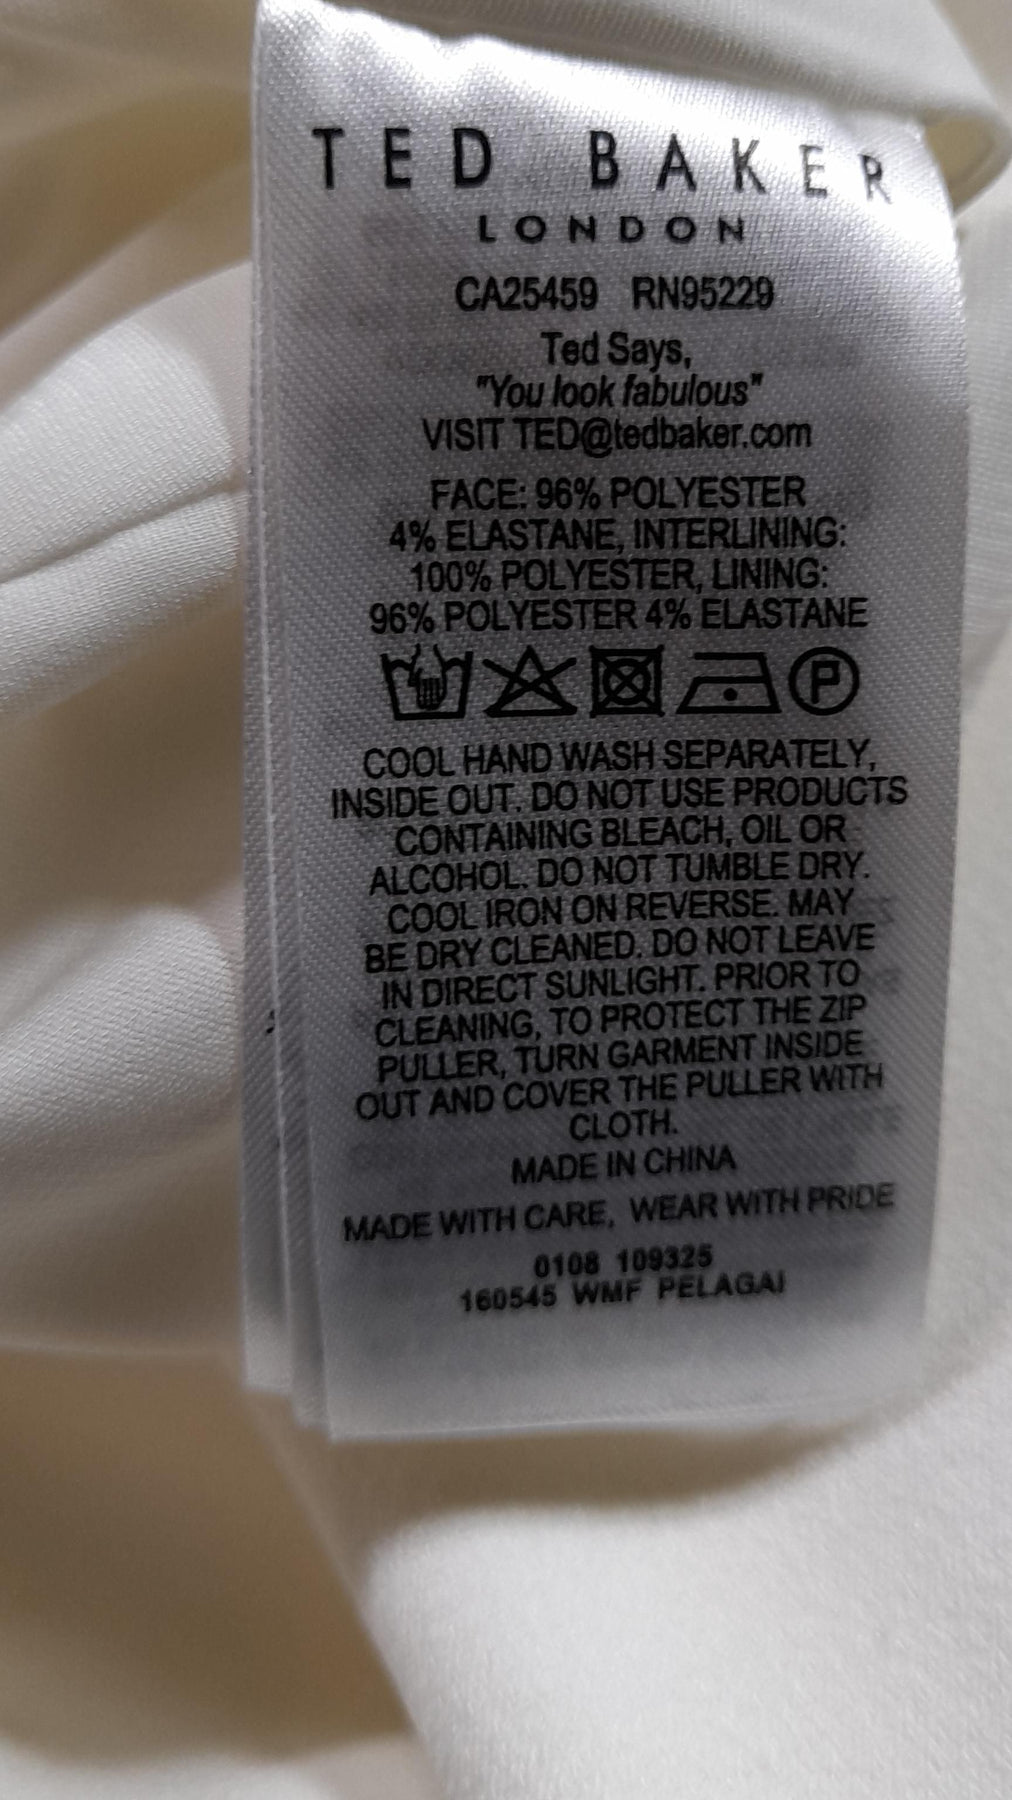 TED BAKER
LONDON
CA25459 RN95229
Ted Says,
"You look fabulous"
VISIT TED@tedbaker.com
FACE: 96% POLYESTER
4% ELASTANE, INTERLINING:
100% POLYESTER, LINING:
96% POLYESTER 4% ELASTANE
P
COOL HAND WASH SEPARATELY,
INSIDE OUT. DO NOT USE PRODUCTS
CONTAINING BLEACH, OIL OR
ALCOHOL. DO NOT TUMBLE DRY.
COOL IRON ON REVERSE. MAY
BE DRY CLEANED. DO NOT LEAVE
IN DIRECT SUNLIGHT. PRIOR TO
CLEANING, TO PROTECT THE ZIP
PULLER, TURN GARMENT INSIDE
OUT AND COVER THE PULLER WITH
CLOTH.
MADE IN CHINA
MADE WITH CARE, WEAR WITH PRIDE
0108 109325
160545 WMF PELAGAI